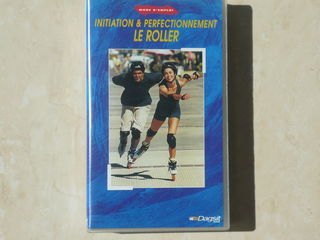 MODE D'EMPLOI
INITIATION & PERFECTIONNEMENT
LE ROLLER